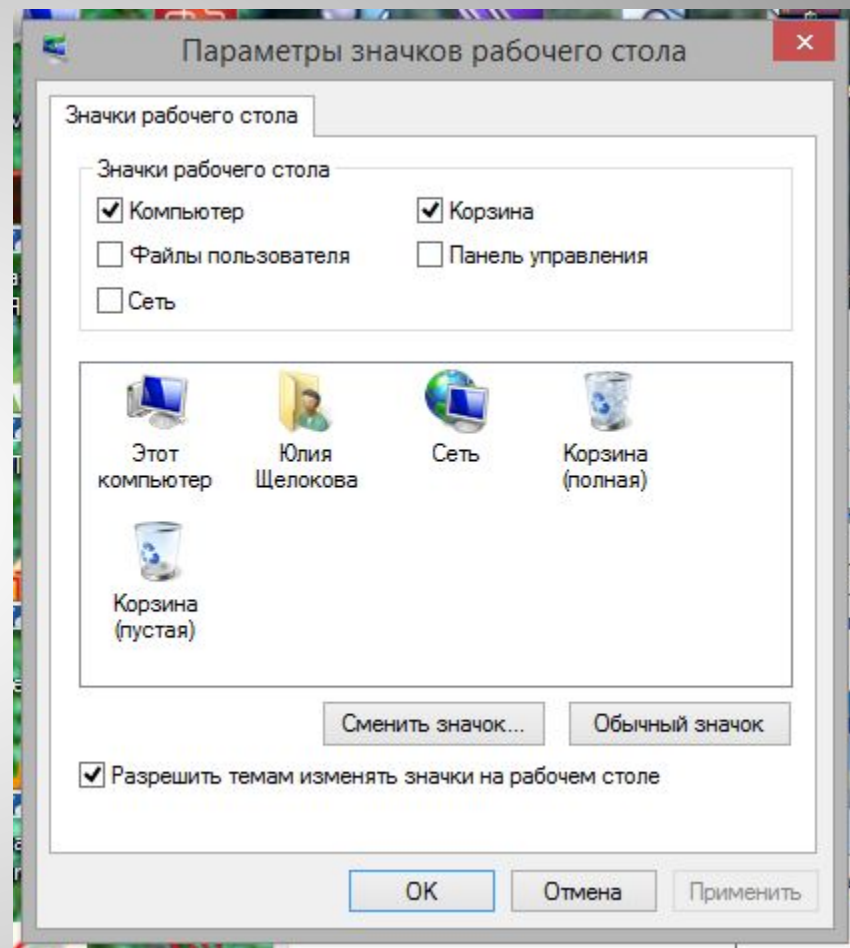 Параметры значков рабочего стола
Значки рабочего стола
Значки рабочего стола
Компьютер
Корзина
Файлы пользователя
Панель управления
Сеть
Этот
компьютер
Юлия
Щелокова
Сеть
Корзина
(полная)
Корзина
(пустая)
Сменить значок...
Обычный значок
Разрешить темам изменять значки на рабочем столе
OK
Отмена
Применить